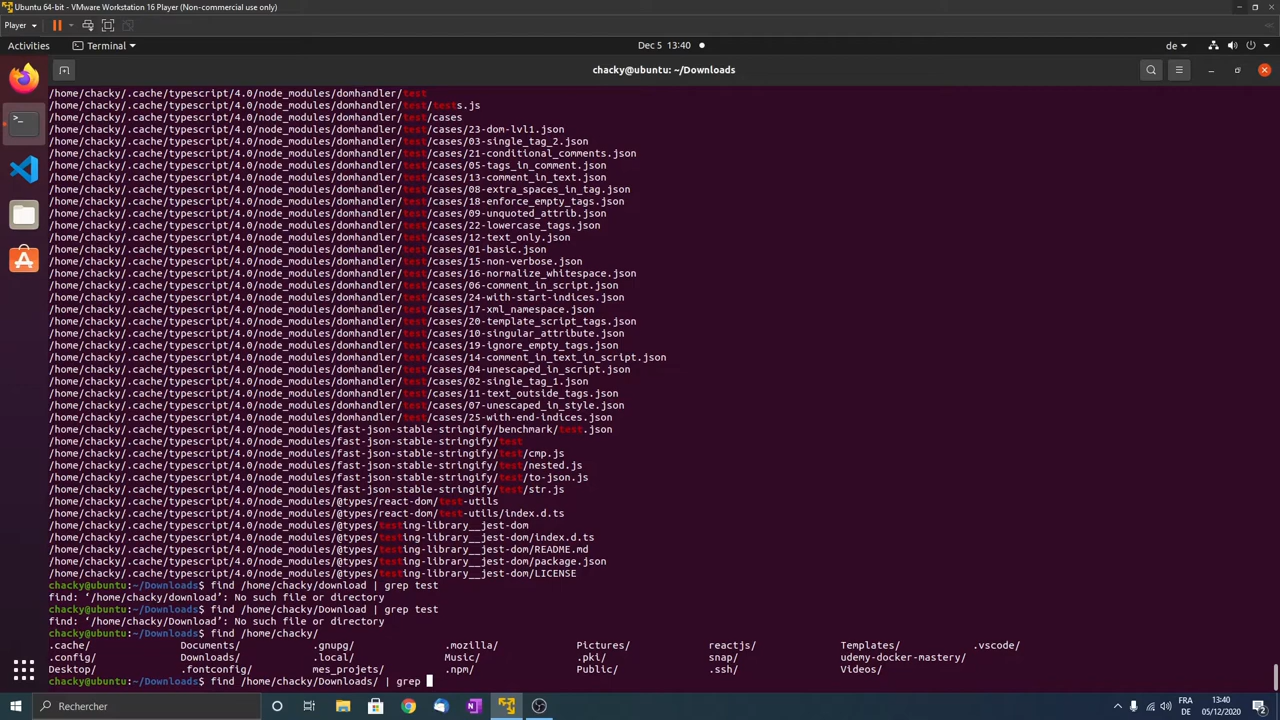 Ubuntu 64-bit - VMware Workstation 16 Player (Non-commercial use only)
Player
Activities Terminal Dec 5 13:40 de
chacky@ubuntu: ~/Downloads
/home/chacky/.cache/typescript/4.0/node_modules/domhandler/test
/home/chacky/.cache/typescript/4.0/node_modules/domhandler/test/tests.js
/home/chacky/.cache/typescript/4.0/node_modules/domhandler/test/cases
/home/chacky/.cache/typescript/4.0/node_modules/domhandler/test/cases/23-dom-lvl1.json
/home/chacky/.cache/typescript/4.0/node_modules/domhandler/test/cases/03-single_tag_2.json
/home/chacky/.cache/typescript/4.0/node_modules/domhandler/test/cases/21-conditional_comments.json
/home/chacky/.cache/typescript/4.0/node_modules/domhandler/test/cases/05-tags_in_comment.json
/home/chacky/.cache/typescript/4.0/node_modules/domhandler/test/cases/13-comment_in_text.json
/home/chacky/.cache/typescript/4.0/node_modules/domhandler/test/cases/08-extra_spaces_in_tag.json
/home/chacky/.cache/typescript/4.0/node_modules/domhandler/test/cases/18-enforce_empty_tags.json
/home/chacky/.cache/typescript/4.0/node_modules/domhandler/test/cases/09-unquoted_attrib.json
/home/chacky/.cache/typescript/4.0/node_modules/domhandler/test/cases/22-lowercase_tags.json
/home/chacky/.cache/typescript/4.0/node_modules/domhandler/test/cases/12-text_only.json
/home/chacky/.cache/typescript/4.0/node_modules/domhandler/test/cases/01-basic.json
/home/chacky/.cache/typescript/4.0/node_modules/domhandler/test/cases/15-non-verbose.json
/home/chacky/.cache/typescript/4.0/node_modules/domhandler/test/cases/16-normalize_whitespace.json
/home/chacky/.cache/typescript/4.0/node_modules/domhandler/test/cases/06-comment_in_script.json
/home/chacky/.cache/typescript/4.0/node_modules/domhandler/test/cases/24-with-start-indices.json
/home/chacky/.cache/typescript/4.0/node_modules/domhandler/test/cases/17-xml_namespace.json
/home/chacky/.cache/typescript/4.0/node_modules/domhandler/test/cases/20-template_script_tags.json
/home/chacky/.cache/typescript/4.0/node_modules/domhandler/test/cases/10-singular_attribute.json
/home/chacky/.cache/typescript/4.0/node_modules/domhandler/test/cases/19-ignore_empty_tags.json
/home/chacky/.cache/typescript/4.0/node_modules/domhandler/test/cases/14-comment_in_text_in_script.json
/home/chacky/.cache/typescript/4.0/node_modules/domhandler/test/cases/04-unescaped_in_script.json
/home/chacky/.cache/typescript/4.0/node_modules/domhandler/test/cases/02-single_tag_1.json
/home/chacky/.cache/typescript/4.0/node_modules/domhandler/test/cases/11-text_outside_tags.json
/home/chacky/.cache/typescript/4.0/node_modules/domhandler/test/cases/07-unescaped_in_style.json
/home/chacky/.cache/typescript/4.0/node_modules/domhandler/test/cases/25-with-end-indices.json
/home/chacky/.cache/typescript/4.0/node_modules/fast-json-stable-stringify/benchmark/test.json
/home/chacky/.cache/typescript/4.0/node_modules/fast-json-stable-stringify/test
/home/chacky/.cache/typescript/4.0/node_modules/fast-json-stable-stringify/test/cmp.js
/home/chacky/.cache/typescript/4.0/node_modules/fast-json-stable-stringify/test/nested.js
/home/chacky/.cache/typescript/4.0/node_modules/fast-json-stable-stringify/test/to-json.js
/home/chacky/.cache/typescript/4.0/node_modules/fast-json-stable-stringify/test/str.js
/home/chacky/.cache/typescript/4.0/node_modules/@types/react-dom/test-utils
/home/chacky/.cache/typescript/4.0/node_modules/@types/react-dom/test-utils/index.d.ts
/home/chacky/.cache/typescript/4.0/node_modules/@types/testing-library__jest-dom
/home/chacky/.cache/typescript/4.0/node_modules/@types/testing-library__jest-dom/index.d.ts
/home/chacky/.cache/typescript/4.0/node_modules/@types/testing-library__jest-dom/README.md
/home/chacky/.cache/typescript/4.0/node_modules/@types/testing-library__jest-dom/package.json
/home/chacky/.cache/typescript/4.0/node_modules/@types/testing-library__jest-dom/LICENSE
chacky@ubuntu:~/Downloads$ find /home/chacky/download | grep test
find: ‘/home/chacky/download’: No such file or directory
chacky@ubuntu:~/Downloads$ find /home/chacky/Download | grep test
find: ‘/home/chacky/Download’: No such file or directory
chacky@ubuntu:~/Downloads$ find /home/chacky/
.cache/ Documents/ .gnupg/ .mozilla/ Pictures/ reactjs/ Templates/ .vscode/
.config/ Downloads/ .local/ Music/ .pki/ snap/ udemy-docker-mastery/
Desktop/ .fontconfig/ mes_projets/ .npm/ Public/ .ssh/ Videos/
chacky@ubuntu:~/Downloads$ find /home/chacky/Downloads/ | grep
Rechercher
FRA 13:40
DE 05/12/2020
2